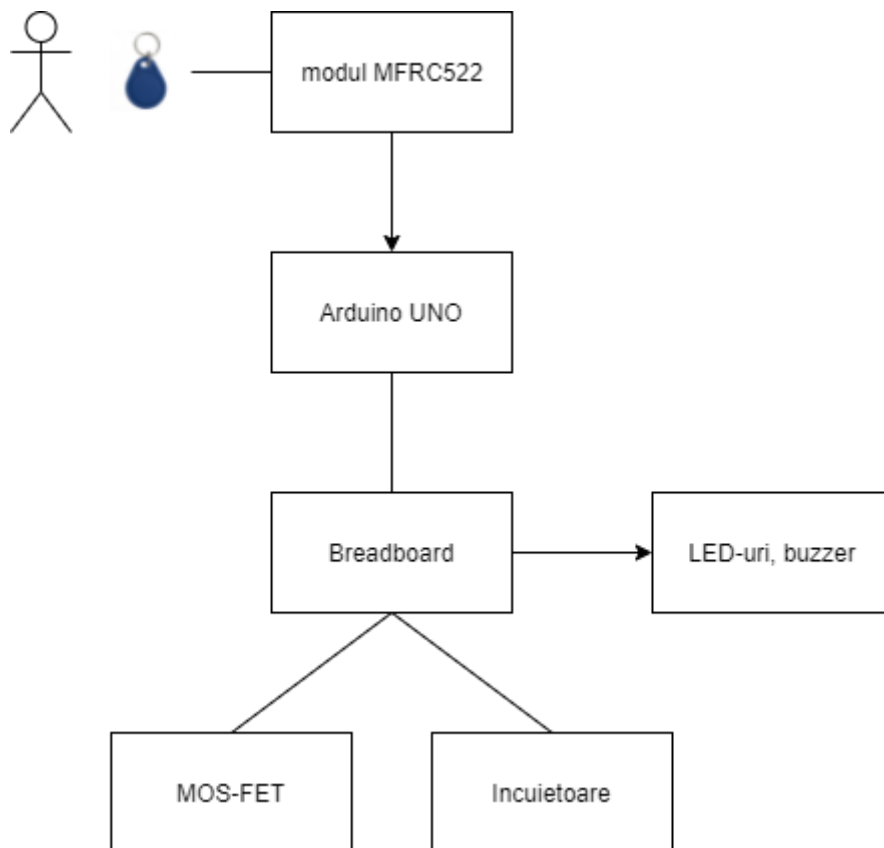 modul MFRC522
Arduino UNO
Breadboard
LED-uri, buzzer
MOS-FET
Incuietoare